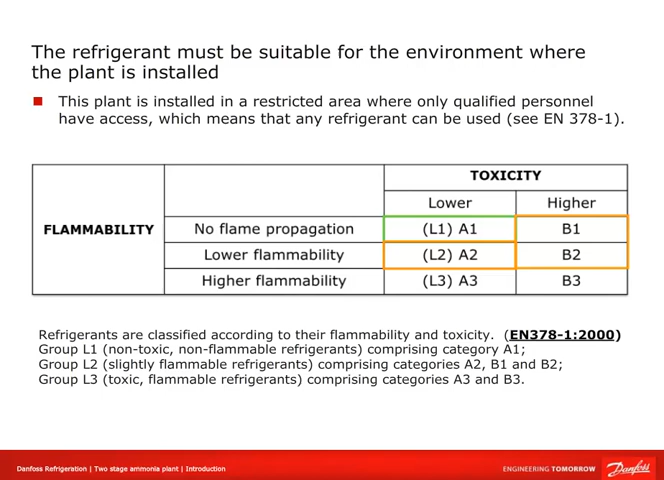 The refrigerant must be suitable for the environment where
the plant is installed
This plant is installed in a restricted area where only qualified personnel
have access, which means that any refrigerant can be used (see EN 378-1).
TOXICITY
Lower Higher
FLAMMABILITY
No flame propagation (L1) A1 B1
Lower flammability (L2) A2 B2
Higher flammability (L3) A3 B3
Refrigerants are classified according to their flammability and toxicity. (EN378-1:2000)
Group L1 (non-toxic, non-flammable refrigerants) comprising category A1;
Group L2 (slightly flammable refrigerants) comprising categories A2, B1 and B2;
Group L3 (toxic, flammable refrigerants) comprising categories A3 and B3.
Danfoss Refrigeration | Two stage ammonia plant | Introduction
ENGINEERING TOMORROW
Danfoss